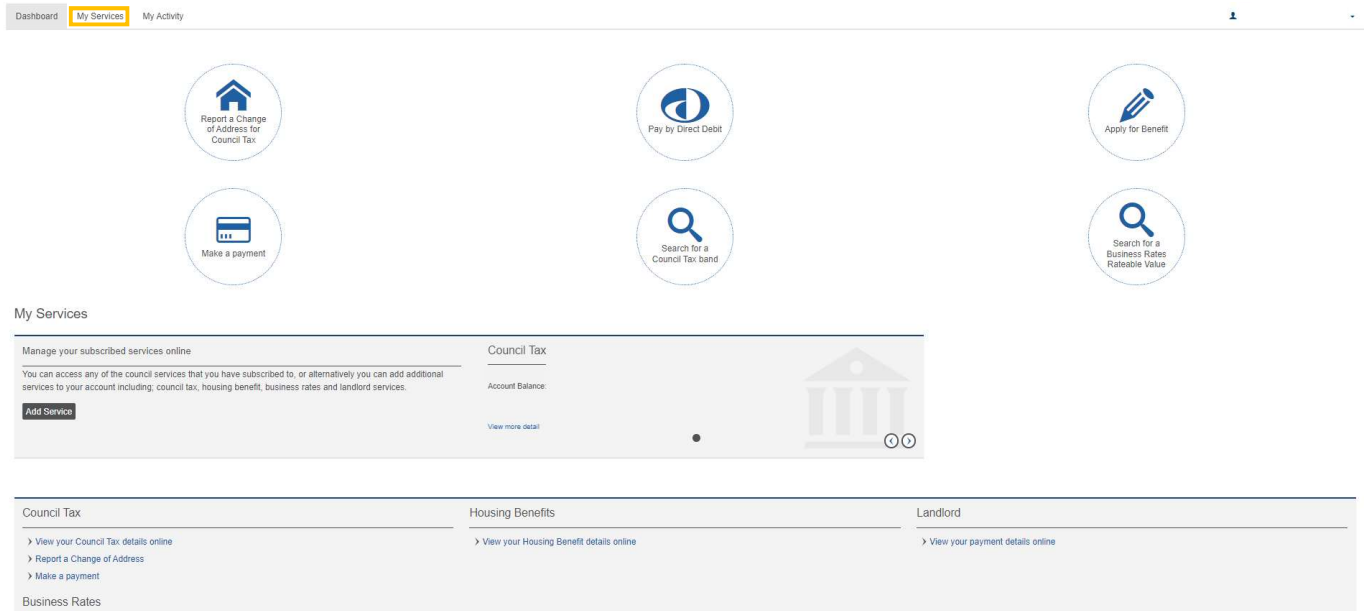 Dashboard My Services My Activity
Report a Change
of Address for
Council Tax
Pay by Direct Debit
Apply for Benefit
Make a payment
Search for a
Council Tax band
Search for a
Business Rates
Rateable Value
My Services
Manage your subscribed services online
You can access any of the council services that you have subscribed to, or alternatively you can add additional
services to your account including; council tax, housing benefit, business rates and landlord services.
Add Service
Council Tax
Account Balance:
View more detail
Council Tax
View your Council Tax details online
Report a Change of Address
Make a payment
Business Rates
Housing Benefits
View your Housing Benefit details online
Landlord
View your payment details online